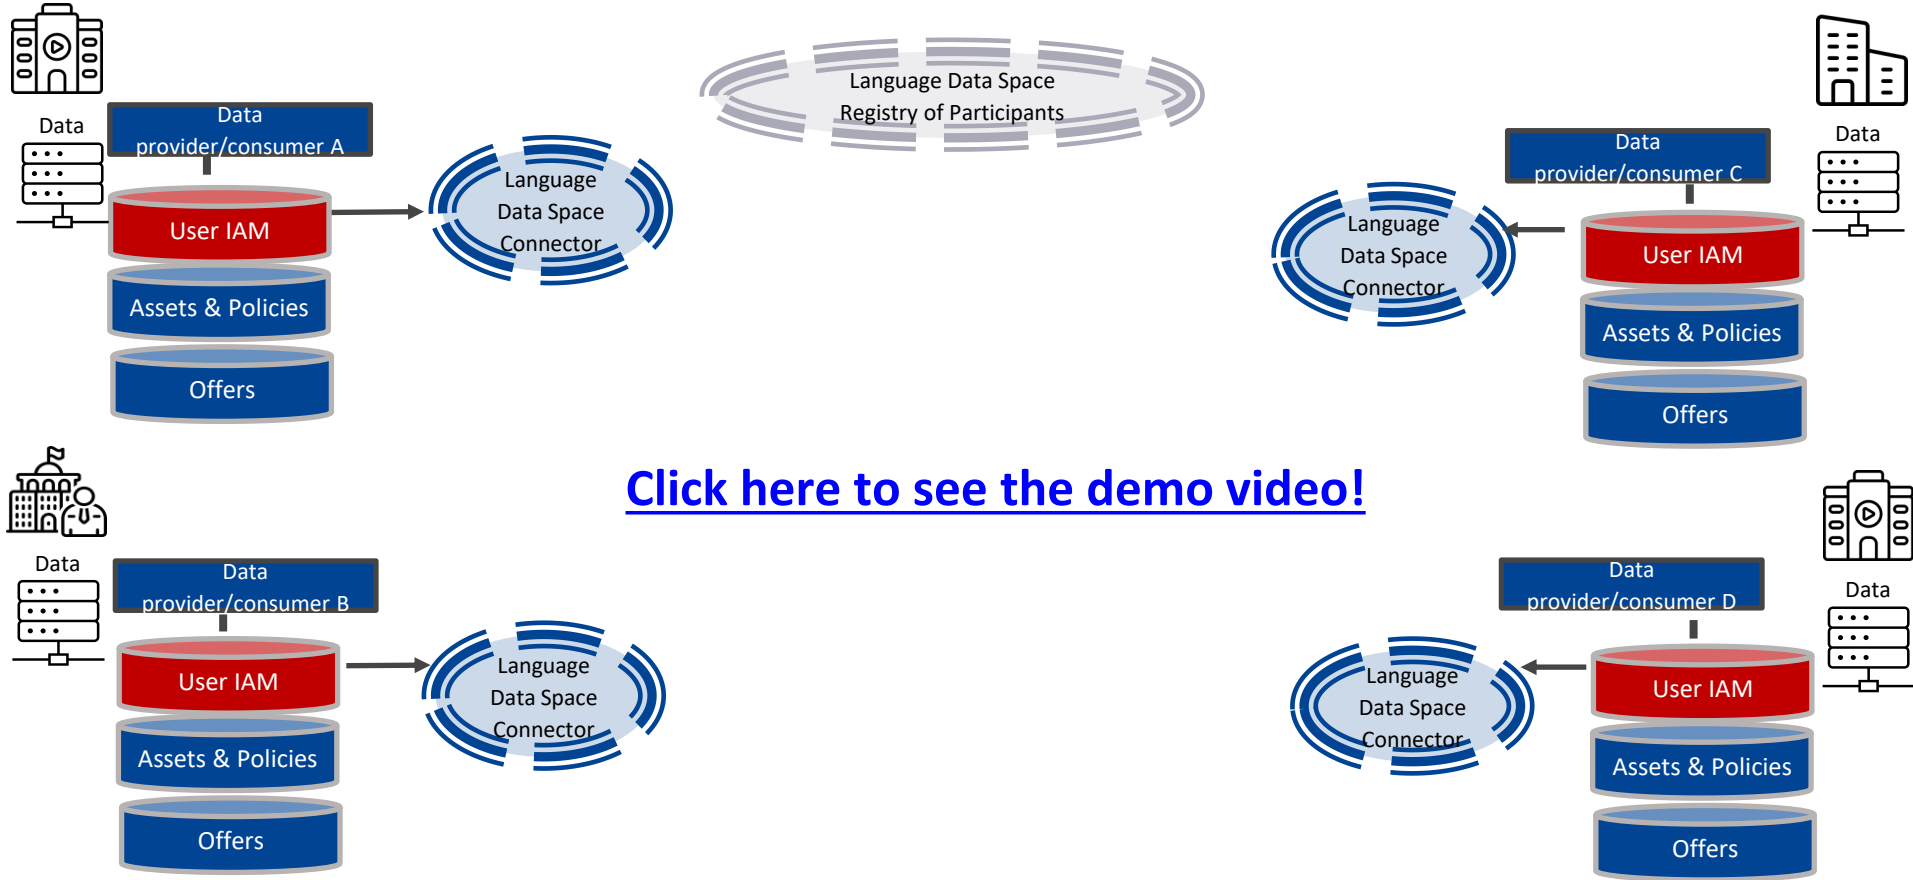 Language Data Space
Registry of Participants
Data
Data
provider/consumer A
Language
Data Space
Connector
User IAM
Assets & Policies
Offers
Data
provider/consumer C
Data
Language
Data Space
Connector
User IAM
Assets & Policies
Offers
Click here to see the demo video!
Data
Data
provider/consumer B
Language
Data Space
Connector
User IAM
Assets & Policies
Offers
Data
provider/consumer D
Data
Language
Data Space
Connector
User IAM
Assets & Policies
Offers